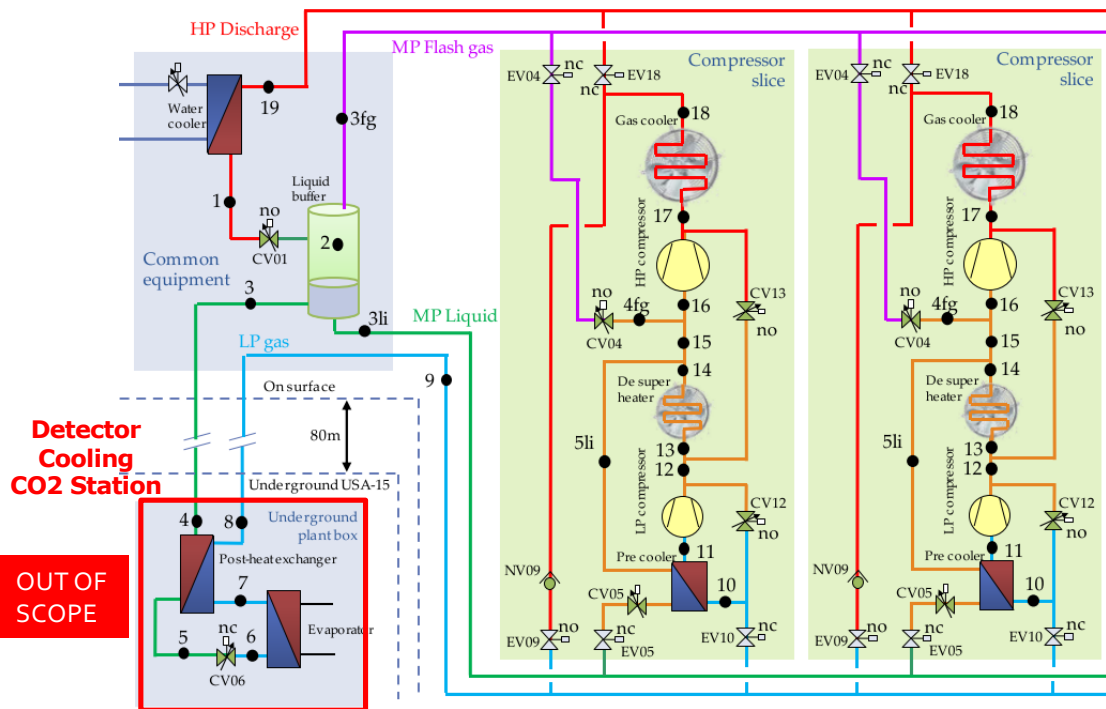 HP Discharge
MP Flash gas
Water
cooler
19
3fg
1
Liquid
buffer
no
2
CV01
Common
equipment
3
3li
MP Liquid
LP gas
9
On surface
80m
Detector
Cooling
CO2 Station
Underground USA-15
4
8
Underground
plant box
Post-heat exchanger
OUT OF
SCOPE
7
5
nc
6
Evaporator
CV06
Compressor
slice
EV04
nc
EV18
nc
18
Gas cooler
17
HP compressor
CV13
no
no
4fg
16
CV04
15
14
De super
heater
5li
13
12
LP compressor
CV12
no
11
Pre cooler
NV09
CV05
10
EV09
no
nc
EV05
EV10
nc
Compressor
slice
EV04
nc
EV18
nc
18
Gas cooler
17
HP compressor
CV13
no
no
4fg
16
CV04
15
14
De super
heater
5li
13
12
LP compressor
CV12
no
11
Pre cooler
NV09
CV05
10
EV09
no
nc
EV05
EV10
nc